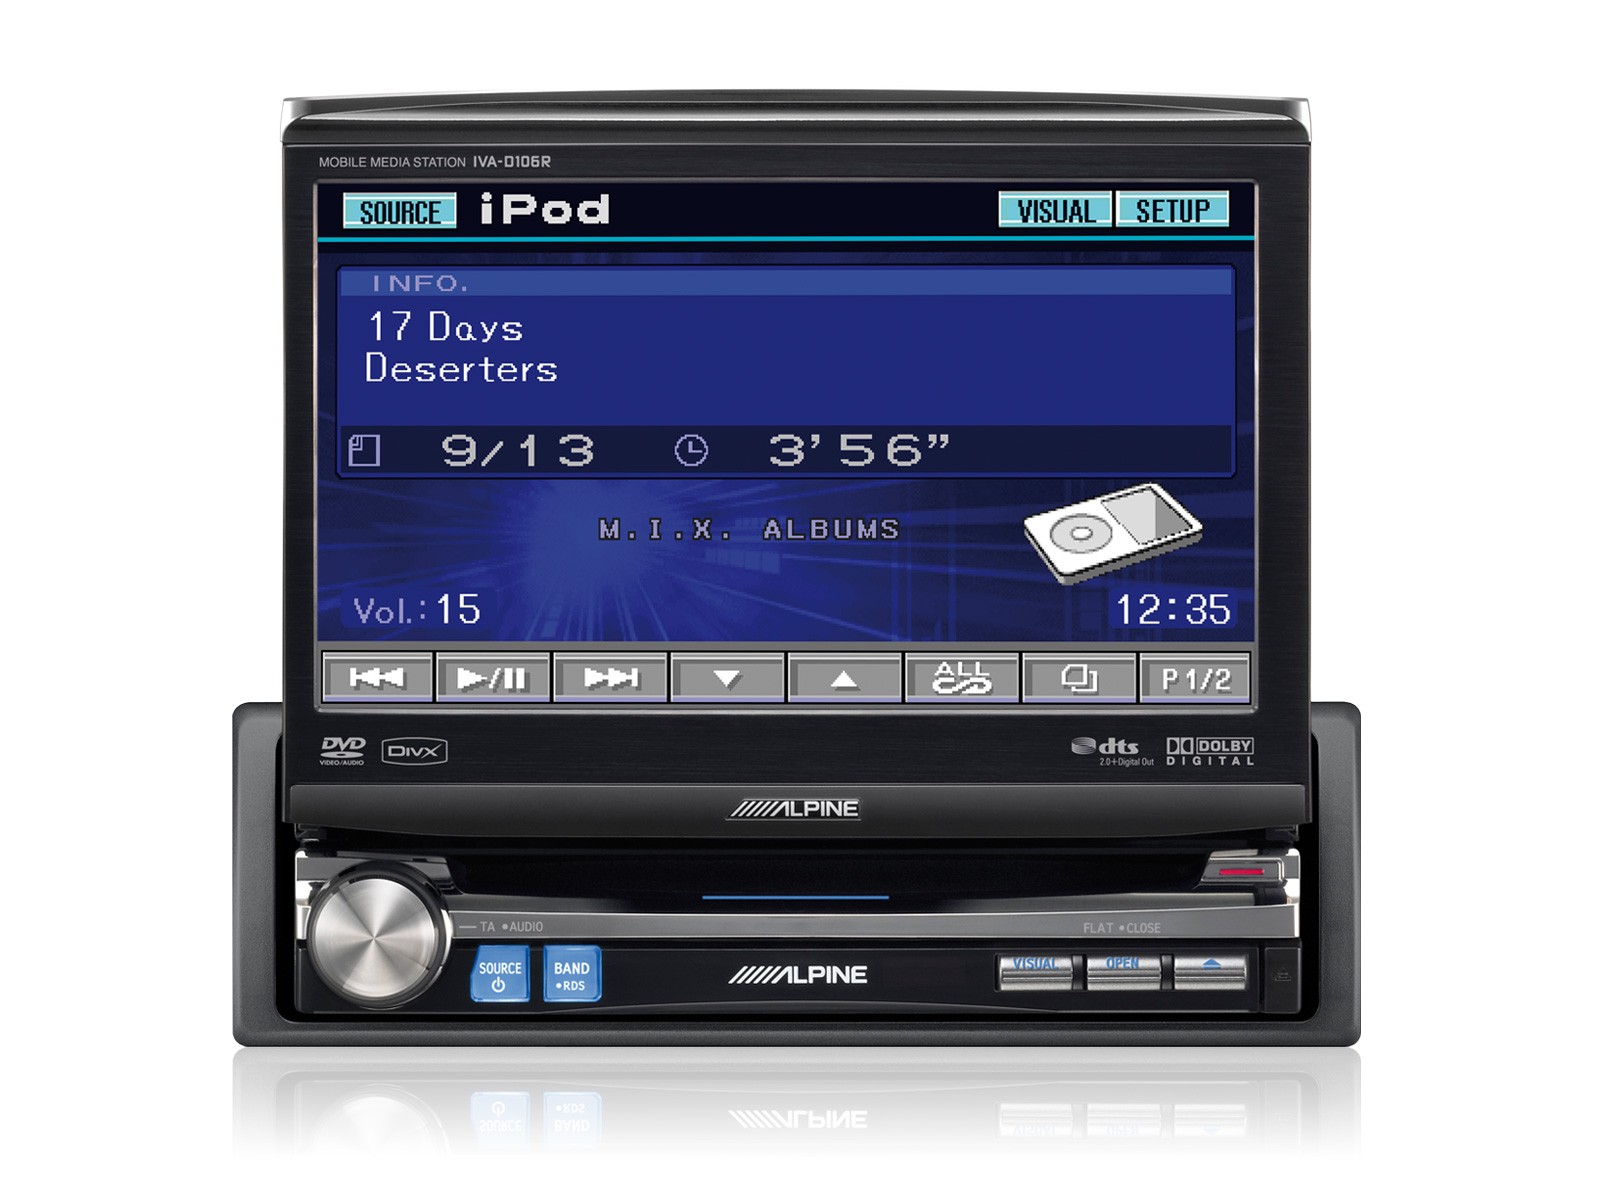 MOBILE MEDIA STATION IVA-D106R
SOURCE iPod VISUAL SETUP
INFO.
17 Days
Deserters
9/13 3'56”
M.I.X. ALBUMS
Vol.:15 12:35
ALL P 1/2
DVD VIDEO/AUDIO DivX dts 2.0+Digital Out DOLBY DIGITAL
ALPINE
TA •AUDIO FLAT •CLOSE
SOURCE BAND •RDS ALPINE VISUAL OPEN